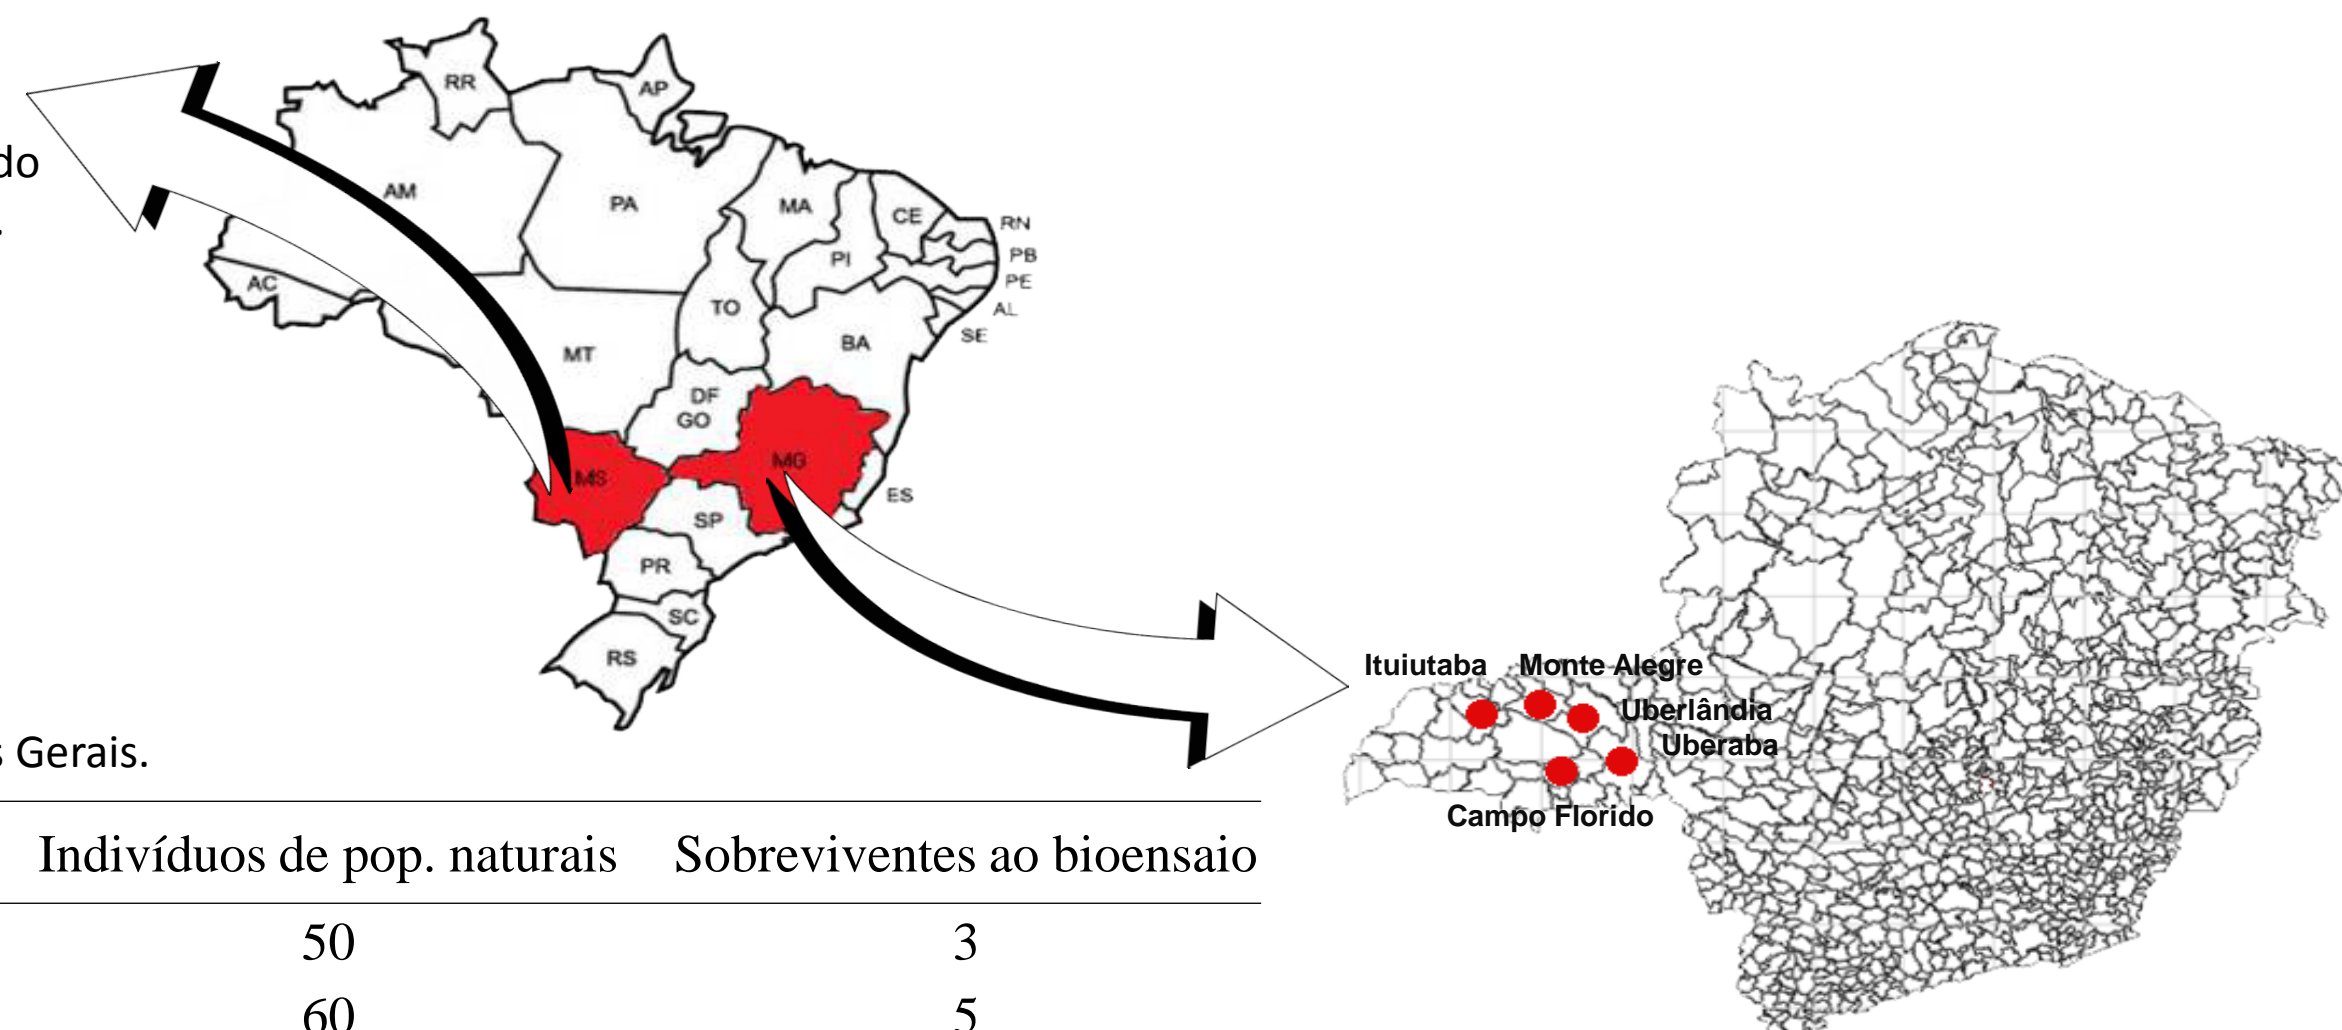 RR
AP
do
AM
PA
MA
CE
RN
.
PI
PB
PE
AC
TO
AL
SE
BA
MT
DF
GO
MG
MS
ES
SP
PR
SC
RS
Ituiutaba Monte Alegre
Uberlândia
Uberaba
Campo Florido
s Gerais.
Indivíduos de pop. naturais Sobreviventes ao bioensaio
50 3
60 5